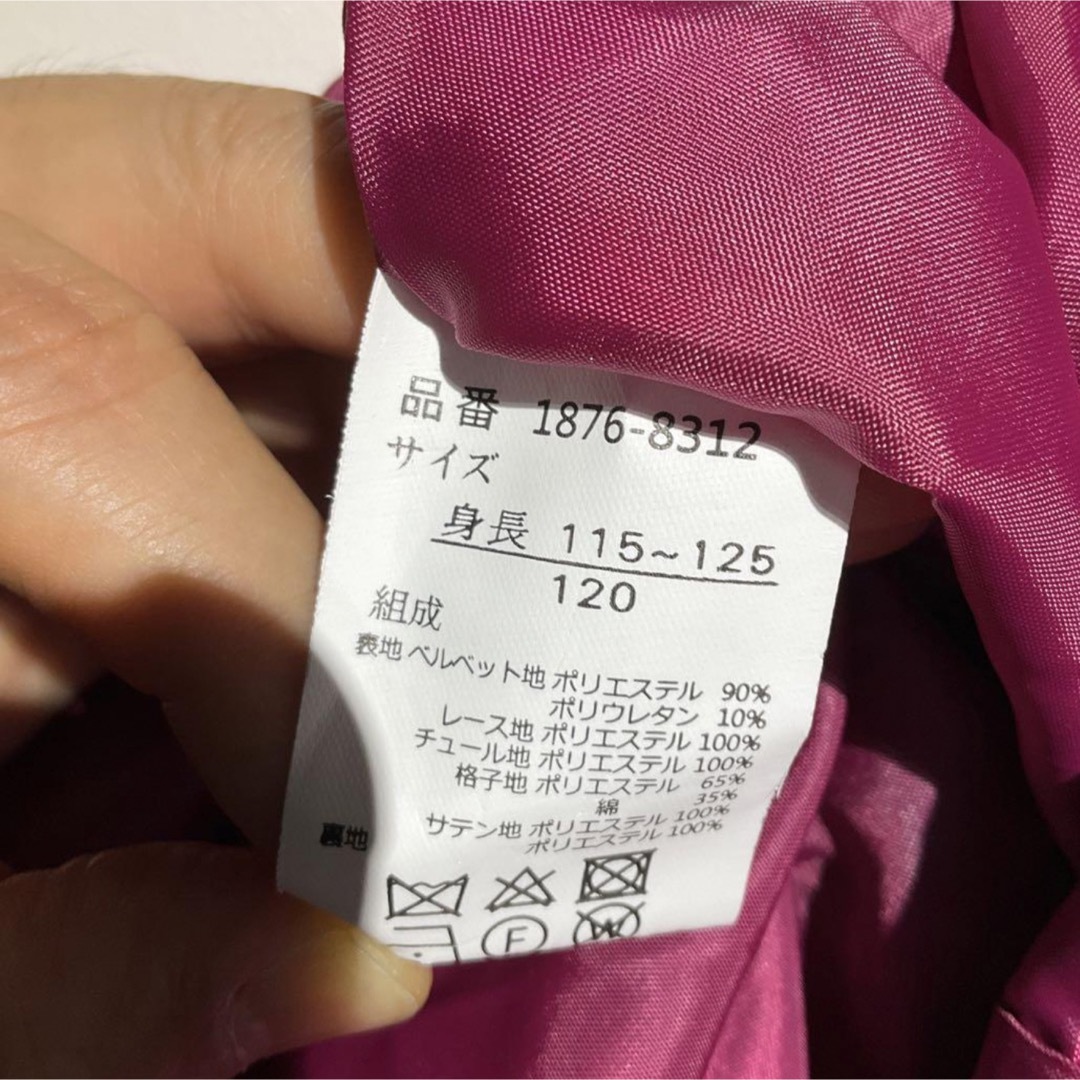 品番 1876-8312
サイズ
身長 115~125
120
組成
表地 ベルベット地 ポリエステル 90%
ポリウレタン 10%
レース地 ポリエステル 100%
チュール地 ポリエステル 100%
格子地 ポリエステル 65%
綿 35%
サテン地 ポリエステル 100%
裏地 ポリエステル 100%
F W